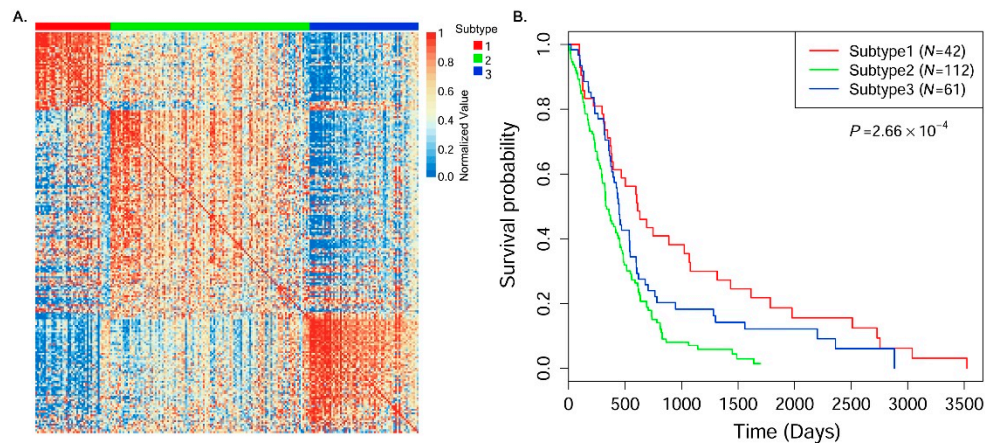 A.
Subtype
1
2
3
1
0.8
0.6
0.4
0.2
0.0
Normalized Value
B.
Subtype1 (N=42)
Subtype2 (N=112)
Subtype3 (N=61)
P=2.66 × 10⁻⁴
1.0
0.8
0.6
0.4
0.2
0.0
Survival probability
0 500 1000 1500 2000 2500 3000 3500
Time (Days)